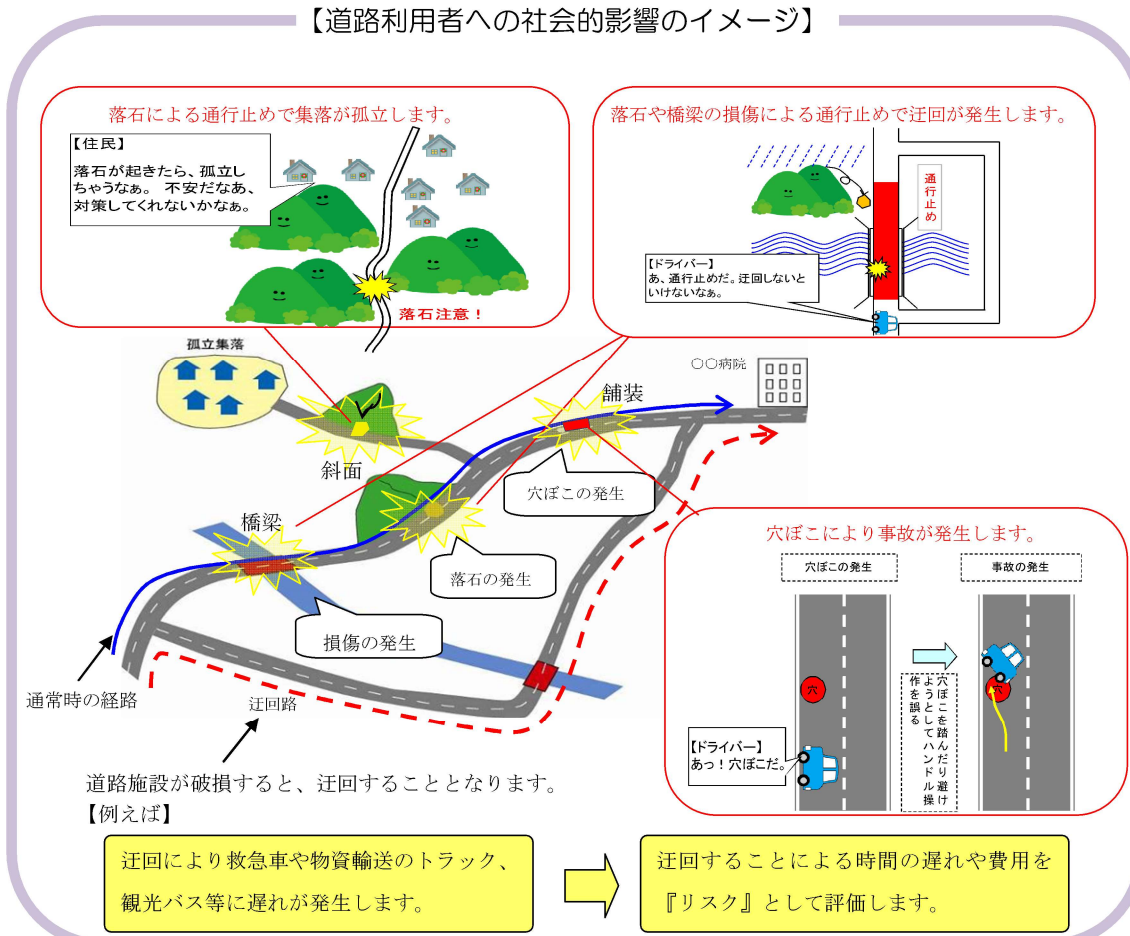 【道路利用者への社会的影響のイメージ】
落石による通行止めで集落が孤立します。
【住民】
落石が起きたら、孤立し
ちゃうなぁ。 不安だなあ、
対策してくれないかなぁ。
落石注意！
落石や橋梁の損傷による通行止めで迂回が発生します。
通行止め
【ドライバー】
あ、通行止めだ。迂回しないと
いけないなぁ。
孤立集落
〇〇病院
舗装
斜面
穴ぼこの発生
橋梁
落石の発生
損傷の発生
通常時の経路
迂回路
穴ぼこにより事故が発生します。
穴ぼこの発生
事故の発生
穴
穴
穴ぼこを踏んだり避け
ようとしてハンドル操
作を誤る
【ドライバー】
あっ！穴ぼこだ。
道路施設が破損すると、迂回することとなります。
【例えば】
迂回により救急車や物資輸送のトラック、
観光バス等に遅れが発生します。
迂回することによる時間の遅れや費用を
『リスク』として評価します。